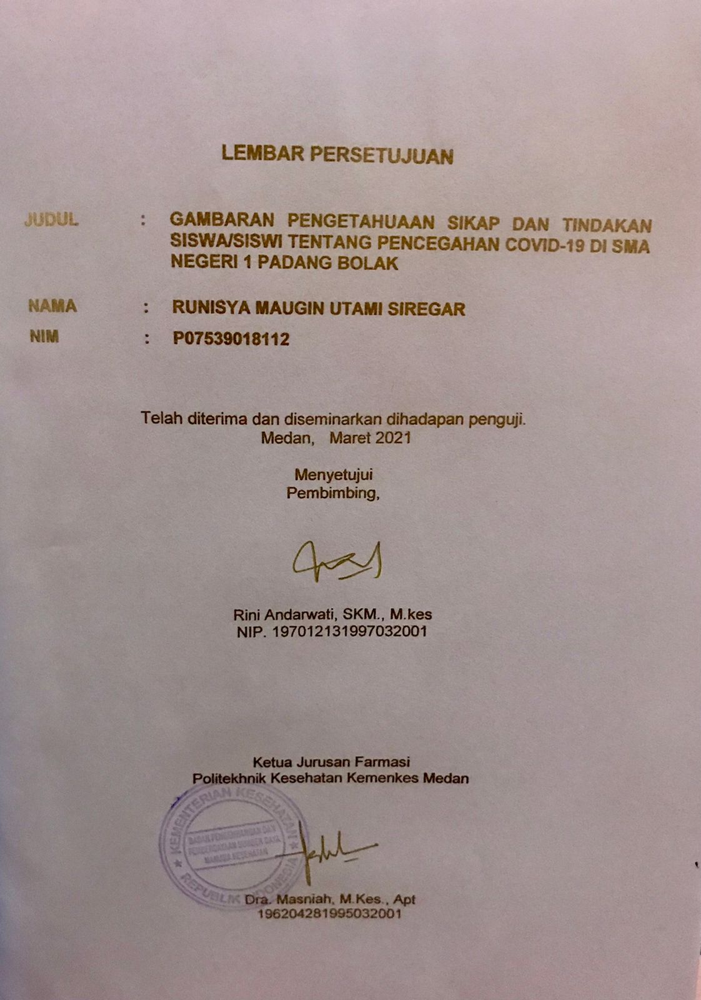 LEMBAR PERSETUJUAN
JUDUL : GAMBARAN PENGETAHUAAN SIKAP DAN TINDAKAN
SISWA/SISWI TENTANG PENCEGAHAN COVID-19 DI SMA
NEGERI 1 PADANG BOLAK
NAMA : RUNISYA MAUGIN UTAMI SIREGAR
NIM : P07539018112
Telah diterima dan diseminarkan dihadapan penguji.
Medan, Maret 2021
Menyetujui
Pembimbing,
Rini Andarwati, SKM., M.kes
NIP. 197012131997032001
Ketua Jurusan Farmasi
Politekhnik Kesehatan Kemenkes Medan
KEMENTERIAN KESEHATAN
BADAN PENGEMBANGAN DAN
PEMBERDAYAAN SUMBER DAYA
MANUSIA KESEHATAN
REPUBLIK INDONESIA
Dra. Masniah, M.Kes., Apt
196204281995032001